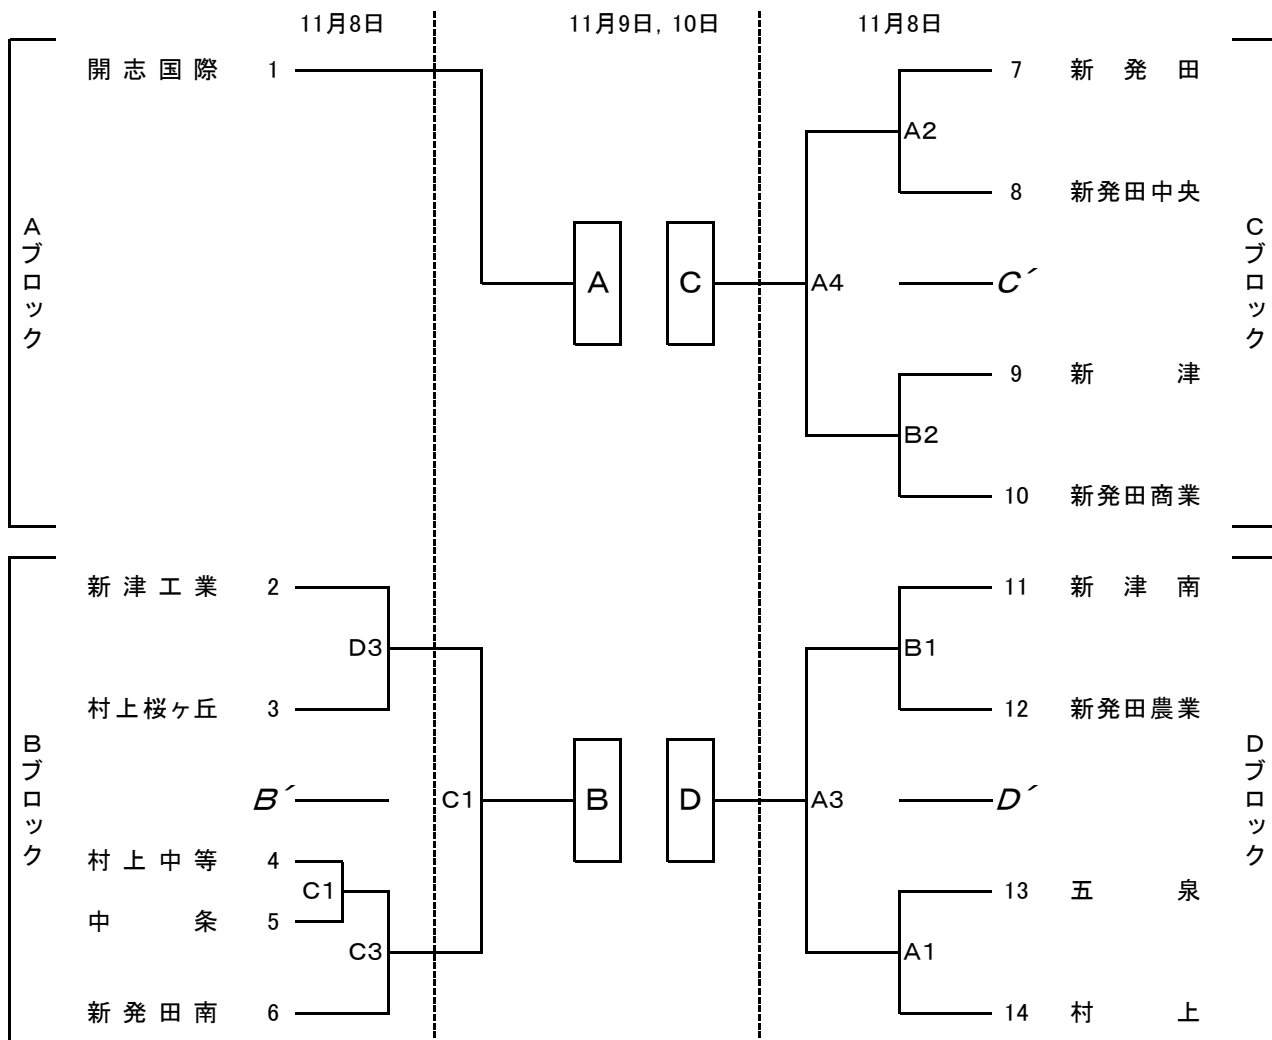 11月8日
11月9日，10日
11月8日
Aブロック
開志国際 1
A
Bブロック
新津工業 2
D3
村上桜ヶ丘 3
B´
C1
B
村上中等 4
C1
中条 5
C3
新発田南 6
7 新発田
A2
8 新発田中央
C
A4
C´
9 新津
B2
10 新発田商業
Cブロック
11 新津南
B1
12 新発田農業
D
A3
D´
13 五泉
A1
14 村上
Dブロック